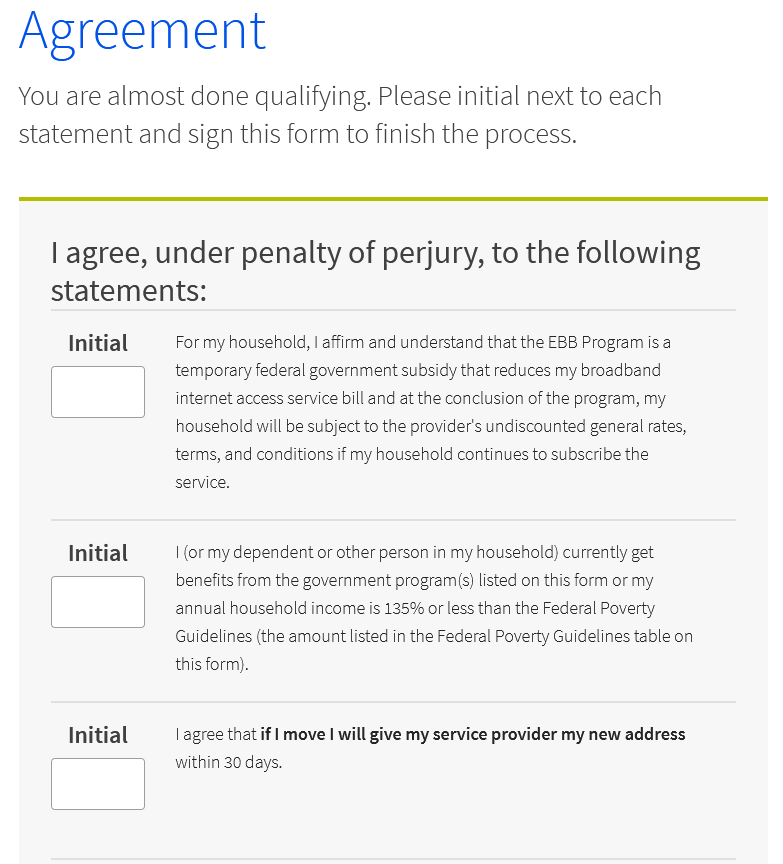 Agreement
You are almost done qualifying. Please initial next to each
statement and sign this form to finish the process.
I agree, under penalty of perjury, to the following
statements:
Initial
For my household, I affirm and understand that the EBB Program is a
temporary federal government subsidy that reduces my broadband
internet access service bill and at the conclusion of the program, my
household will be subject to the provider's undiscounted general rates,
terms, and conditions if my household continues to subscribe the
service.
Initial
I (or my dependent or other person in my household) currently get
benefits from the government program(s) listed on this form or my
annual household income is 135% or less than the Federal Poverty
Guidelines (the amount listed in the Federal Poverty Guidelines table on
this form).
Initial
I agree that if I move I will give my service provider my new address
within 30 days.